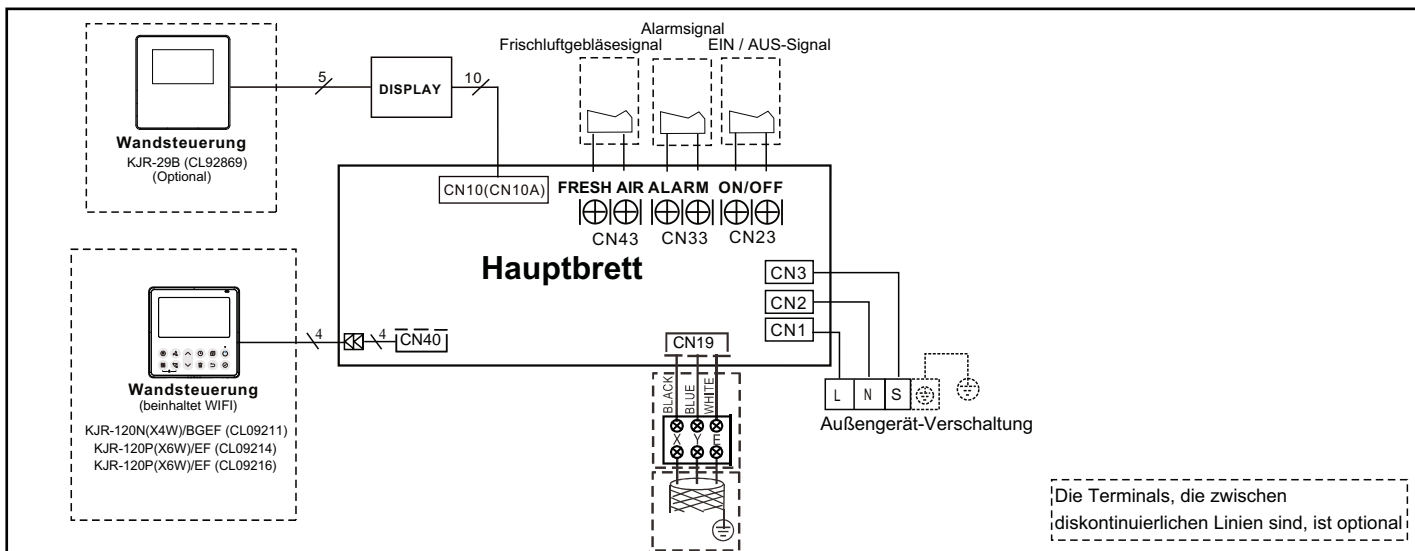 Alarmsignal
Frischluftgebläsesignal
EIN / AUS-Signal
5
DISPLAY
10
Wandsteuerung
KJR-29B (CL92869)
(Optional)
CN10(CN10A)
FRESH AIR
ALARM
ON/OFF
CN43
CN33
CN23
Hauptbrett
CN3
CN2
CN1
4
4
CN40
CN19
BLACK
BLUE
WHITE
X
Y
E
L
N
S
Außengerät-Verschaltung
Wandsteuerung
(beinhaltet WIFI)
KJR-120N(X4W)/BGEF (CL09211)
KJR-120P(X6W)/EF (CL09214)
KJR-120P(X6W)/EF (CL09216)
Die Terminals, die zwischen
diskontinuierlichen Linien sind, ist optional